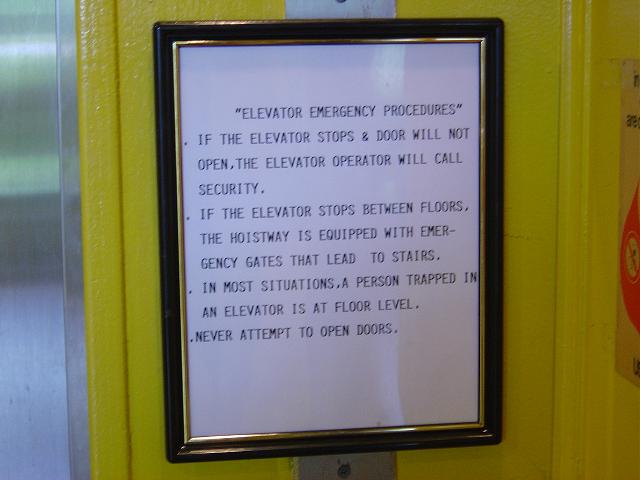 "ELEVATOR EMERGENCY PROCEDURES"
. IF THE ELEVATOR STOPS & DOOR WILL NOT
OPEN,THE ELEVATOR OPERATOR WILL CALL
SECURITY.
. IF THE ELEVATOR STOPS BETWEEN FLOORS,
THE HOISTWAY IS EQUIPPED WITH EMER-
GENCY GATES THAT LEAD TO STAIRS.
. IN MOST SITUATIONS,A PERSON TRAPPED IN
AN ELEVATOR IS AT FLOOR LEVEL.
.NEVER ATTEMPT TO OPEN DOORS.